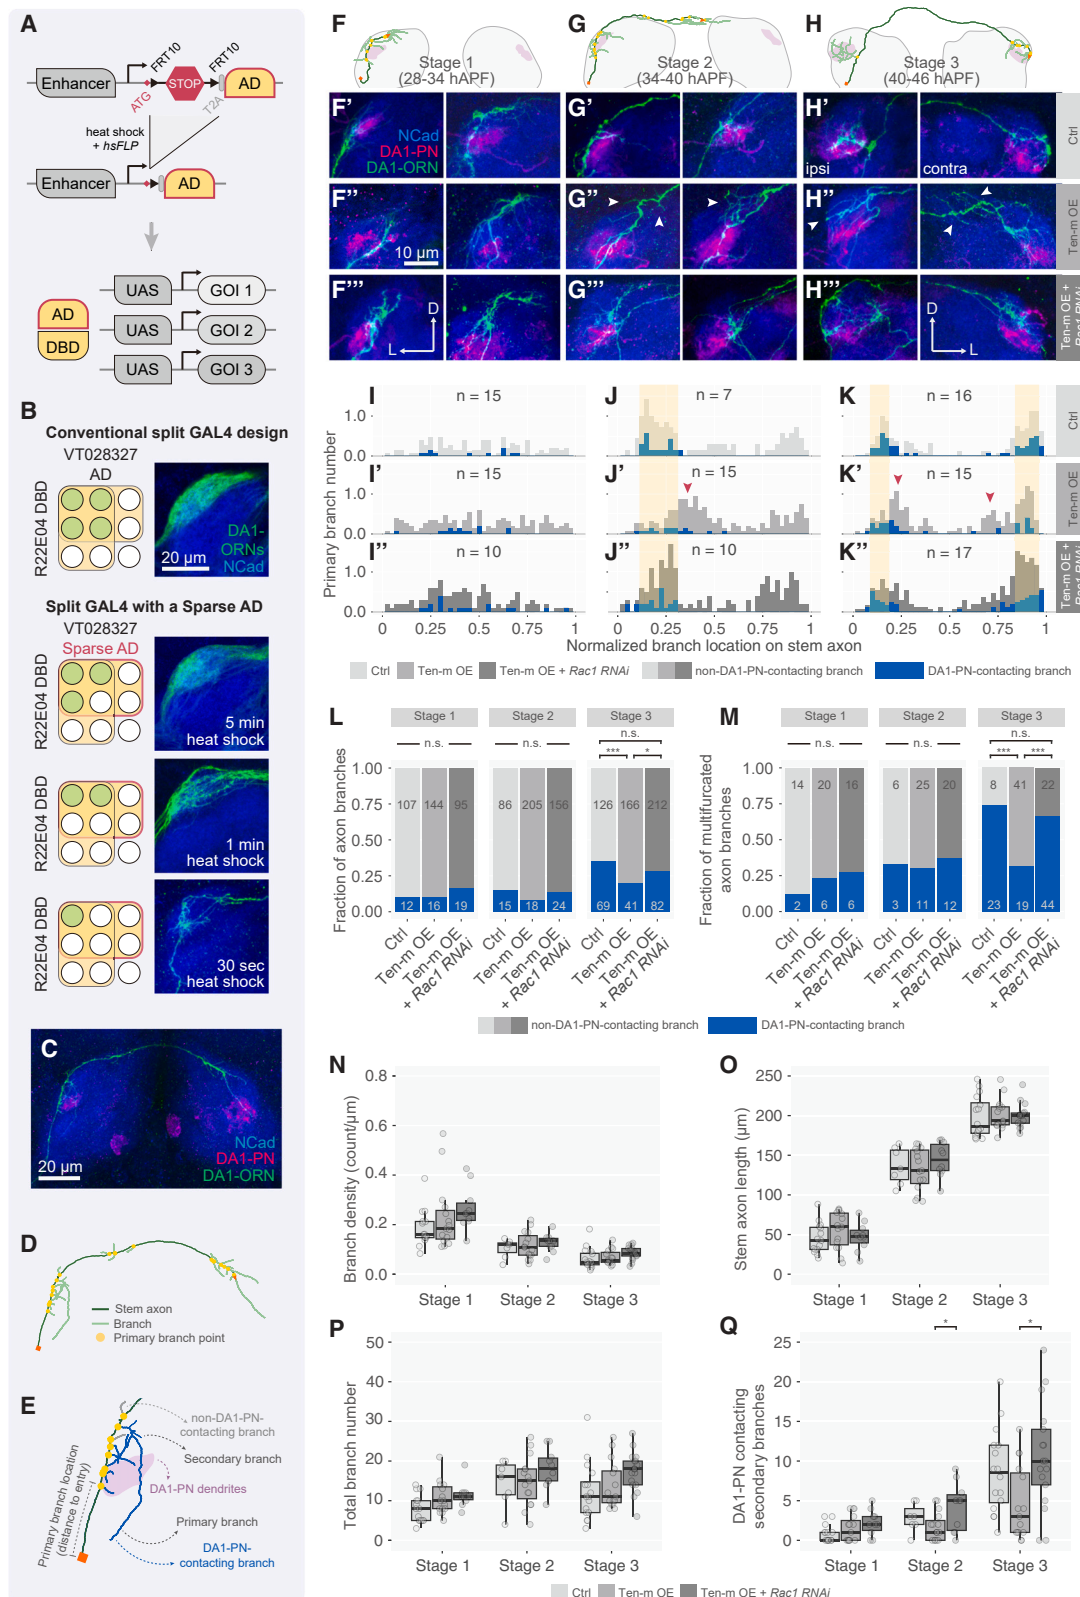 A
FRT10
FRT10
Enhancer
STOP
AD
ATG
T2A
heat shock
+ hsFLP
Enhancer
AD
UAS
GOI 1
AD
DBD
UAS
GOI 2
UAS
GOI 3
B
Conventional split GAL4 design
VT028327
AD
R22E04 DBD
DA1-
ORNs
NCad
20 µm
Split GAL4 with a Sparse AD
VT028327
Sparse AD
R22E04 DBD
5 min
heat shock
R22E04 DBD
1 min
heat shock
R22E04 DBD
30 sec
heat shock
C
NCad
DA1-PN
DA1-ORN
20 µm
D
Stem axon
Branch
Primary branch point
E
non-DA1-PN-
contacting branch
Secondary branch
DA1-PN dendrites
Primary branch location
(distance to entry)
Primary branch
DA1-PN-
contacting branch
F
Stage 1
(28-34 hAPF)
G
Stage 2
(34-40 hAPF)
H
Stage 3
(40-46 hAPF)
F'
NCad
DA1-PN
DA1-ORN
G'
H'
ipsi
contra
Ctrl
F''
10 µm
G''
H''
Ten-m OE
F'''
D
L
G'''
H'''
D
L
Ten-m OE +
Rac1 RNAi
I
n = 15
J
n = 7
K
n = 16
Ctrl
1.0
0.0
I'
n = 15
J'
n = 15
K'
n = 15
Ten-m OE
1.0
0.0
I''
n = 10
J''
n = 10
K''
n = 17
Ten-m OE +
Rac1 RNAi
1.0
0.0
Primary branch number
0 0.25 0.5 0.75 1
0 0.25 0.5 0.75 1
0 0.25 0.5 0.75 1
Normalized branch location on stem axon
Ctrl Ten-m OE Ten-m OE + Rac1 RNAi non-DA1-PN-contacting branch DA1-PN-contacting branch
L
Stage 1 Stage 2 Stage 3
n.s.
n.s. n.s. *** *
1.00
0.75
0.50
0.25
0.00
Fraction of axon branches
107 144 95 86 205 156 126 166 212
12 16 19 15 18 24 69 41 82
Ctrl
Ten-m OE
Ten-m OE
+ Rac1 RNAi
Ctrl
Ten-m OE
Ten-m OE
+ Rac1 RNAi
Ctrl
Ten-m OE
Ten-m OE
+ Rac1 RNAi
M
Stage 1 Stage 2 Stage 3
n.s.
n.s. n.s. *** ***
1.00
0.75
0.50
0.25
0.00
Fraction of multifurcated
axon branches
14 20 16 6 25 20 8 41 22
2 6 6 3 11 12 23 19 44
Ctrl
Ten-m OE
Ten-m OE
+ Rac1 RNAi
Ctrl
Ten-m OE
Ten-m OE
+ Rac1 RNAi
Ctrl
Ten-m OE
Ten-m OE
+ Rac1 RNAi
non-DA1-PN-contacting branch DA1-PN-contacting branch
N
Branch density (count/µm)
0.8
0.6
0.4
0.2
0.0
Stage 1 Stage 2 Stage 3
O
Stem axon length (µm)
250
200
150
100
50
0
Stage 1 Stage 2 Stage 3
P
Total branch number
50
40
30
20
10
0
Stage 1 Stage 2 Stage 3
Q
DA1-PN contacting
secondary branches
* *
25
20
15
10
5
0
Stage 1 Stage 2 Stage 3
Ctrl Ten-m OE Ten-m OE + Rac1 RNAi